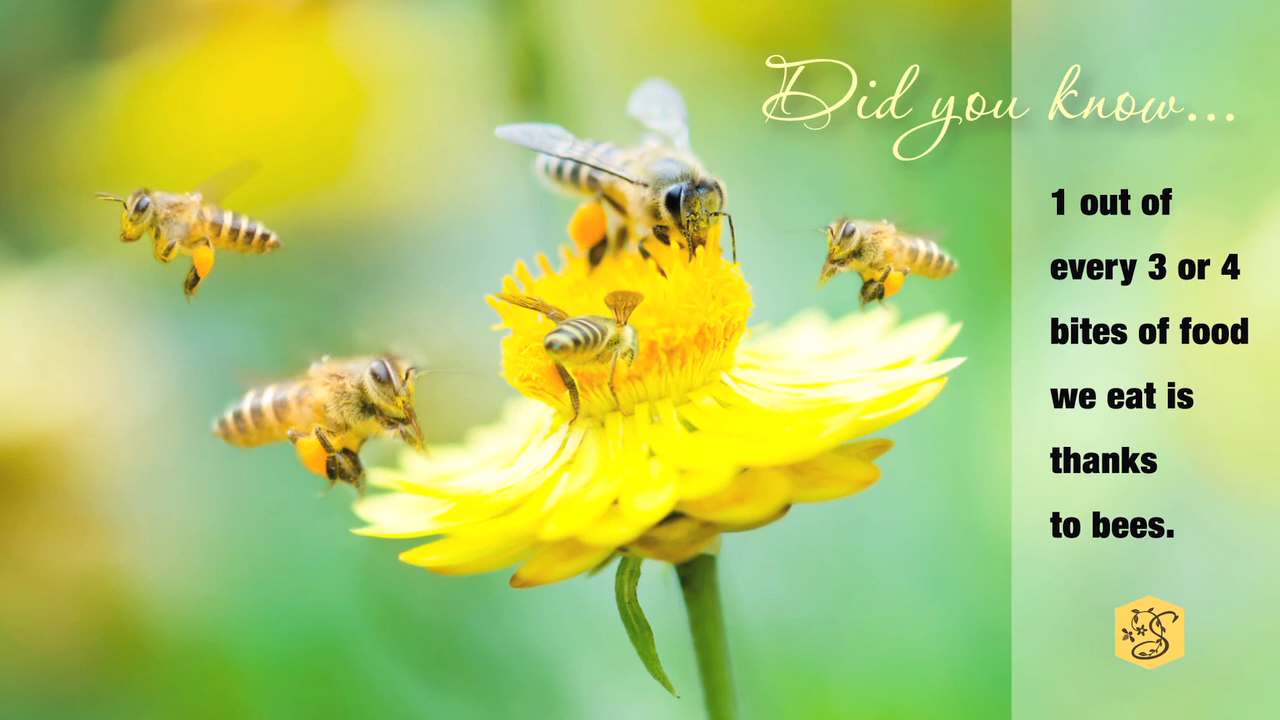 Did you know...
1 out of
every 3 or 4
bites of food
we eat is
thanks
to bees.
S